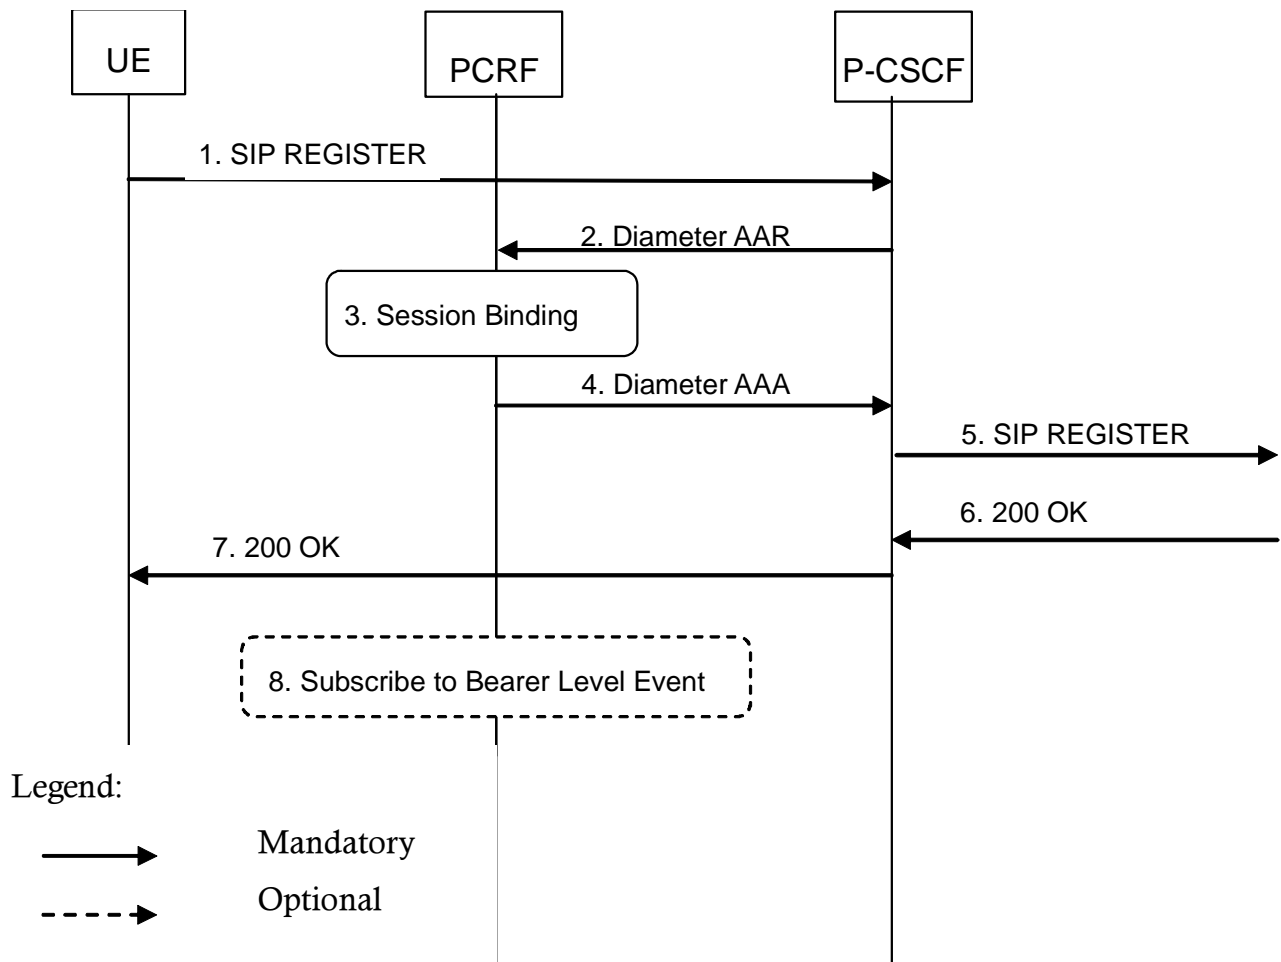 UE
PCRF
P-CSCF
1. SIP REGISTER
2. Diameter AAR
3. Session Binding
4. Diameter AAA
5. SIP REGISTER
6. 200 OK
7. 200 OK
8. Subscribe to Bearer Level Event
Legend:
Mandatory
Optional